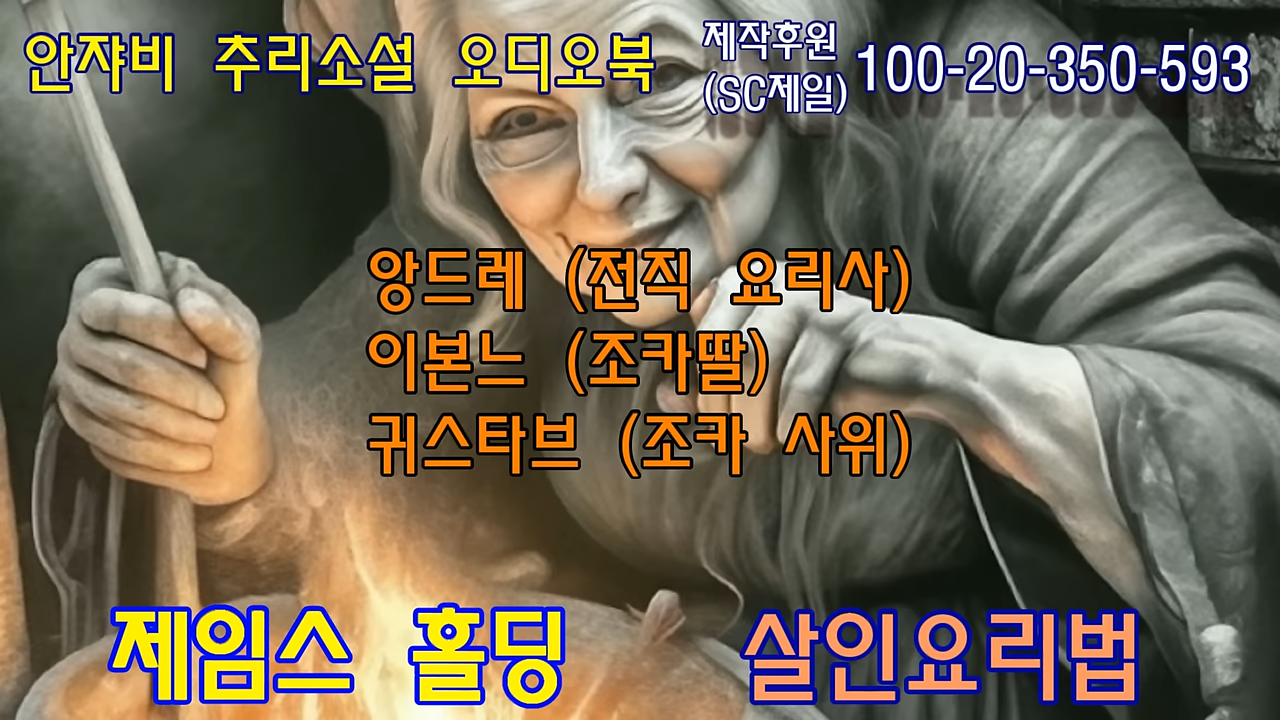 안쟈비 추리소설 오디오북
제작후원
(SC제일) 100-20-350-593
앙드레 (전직 요리사)
이본느 (조카딸)
귀스타브 (조카 사위)
제임스 홀딩 살인요리법